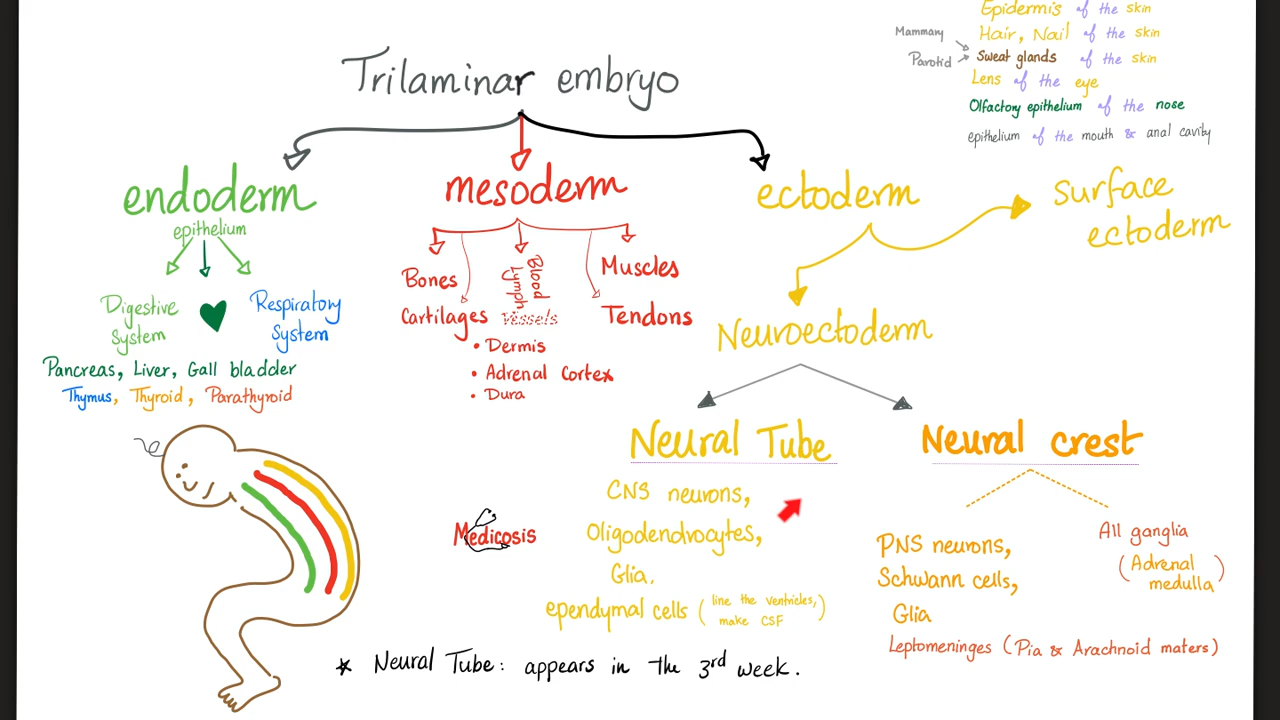 Epidermis of the skin
Mammary
Hair, Nail of the skin
Parotid
Sweat glands of the skin
Lens of the eye
Olfactory epithelium of the nose
epithelium of the mouth & anal cavity
Trilaminar embryo
endoderm
epithelium
Digestive System
Respiratory System
Pancreas, Liver, Gall bladder
Thymus, Thyroid, Parathyroid
mesoderm
Bones
Cartilages
Blood
Lymph
Vessels
Muscles
Tendons
• Dermis
• Adrenal Cortex
• Dura
ectoderm
surface
ectoderm
Neuroectoderm
Neural Tube
CNS neurons,
Oligodendrocytes,
Glia.
ependymal cells (line the ventricles, make CSF)
Neural crest
PNS neurons,
Schwann cells,
Glia
All ganglia
(Adrenal medulla)
Leptomeninges (Pia & Arachnoid maters)
Medicosis
* Neural Tube: appears in the 3rd week.